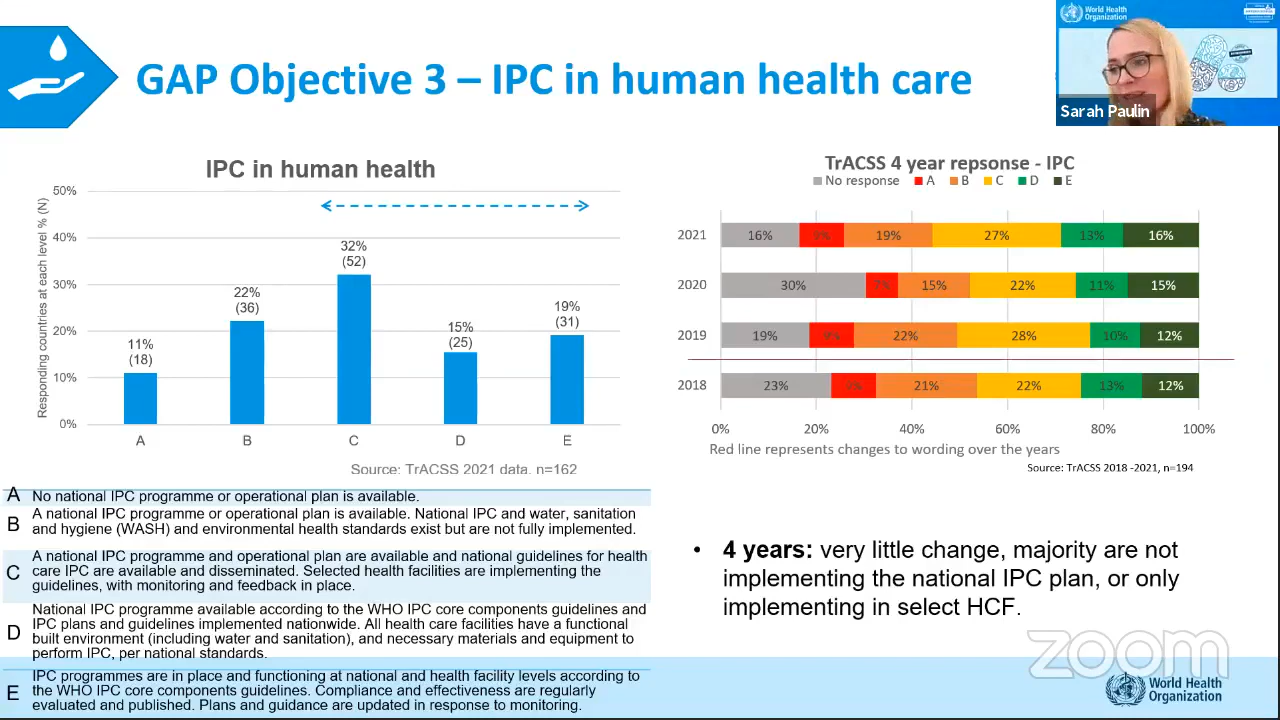 GAP Objective 3 – IPC in human health care
World Health
Organization
Sarah Paulin
IPC in human health
Responding countries at each level % (N)
50%
40%
30%
20%
10%
0%
11%
(18)
22%
(36)
32%
(52)
15%
(25)
19%
(31)
A B C D E
Source: TrACSS 2021 data, n=162
A No national IPC programme or operational plan is available.
B A national IPC programme or operational plan is available. National IPC and water, sanitation
and hygiene (WASH) and environmental health standards exist but are not fully implemented.
C A national IPC programme and operational plan are available and national guidelines for health
care IPC are available and disseminated. Selected health facilities are implementing the
guidelines, with monitoring and feedback in place.
D National IPC programme available according to the WHO IPC core components guidelines and
IPC plans and guidelines implemented nationwide. All health care facilities have a functional
built environment (including water and sanitation), and necessary materials and equipment to
perform IPC, per national standards.
E IPC programmes are in place and functioning at national and health facility levels according to
the WHO IPC core components guidelines. Compliance and effectiveness are regularly
evaluated and published. Plans and guidance are updated in response to monitoring.
TrACSS 4 year repsonse - IPC
No response A B C D E
2021 16% 9% 19% 27% 13% 16%
2020 30% 7% 15% 22% 11% 15%
2019 19% 9% 22% 28% 10% 12%
2018 23% 9% 21% 22% 13% 12%
0% 20% 40% 60% 80% 100%
Red line represents changes to wording over the years
Source: TrACSS 2018 -2021, n=194
• 4 years: very little change, majority are not
implementing the national IPC plan, or only
implementing in select HCF.
zoom
World Health
Organization